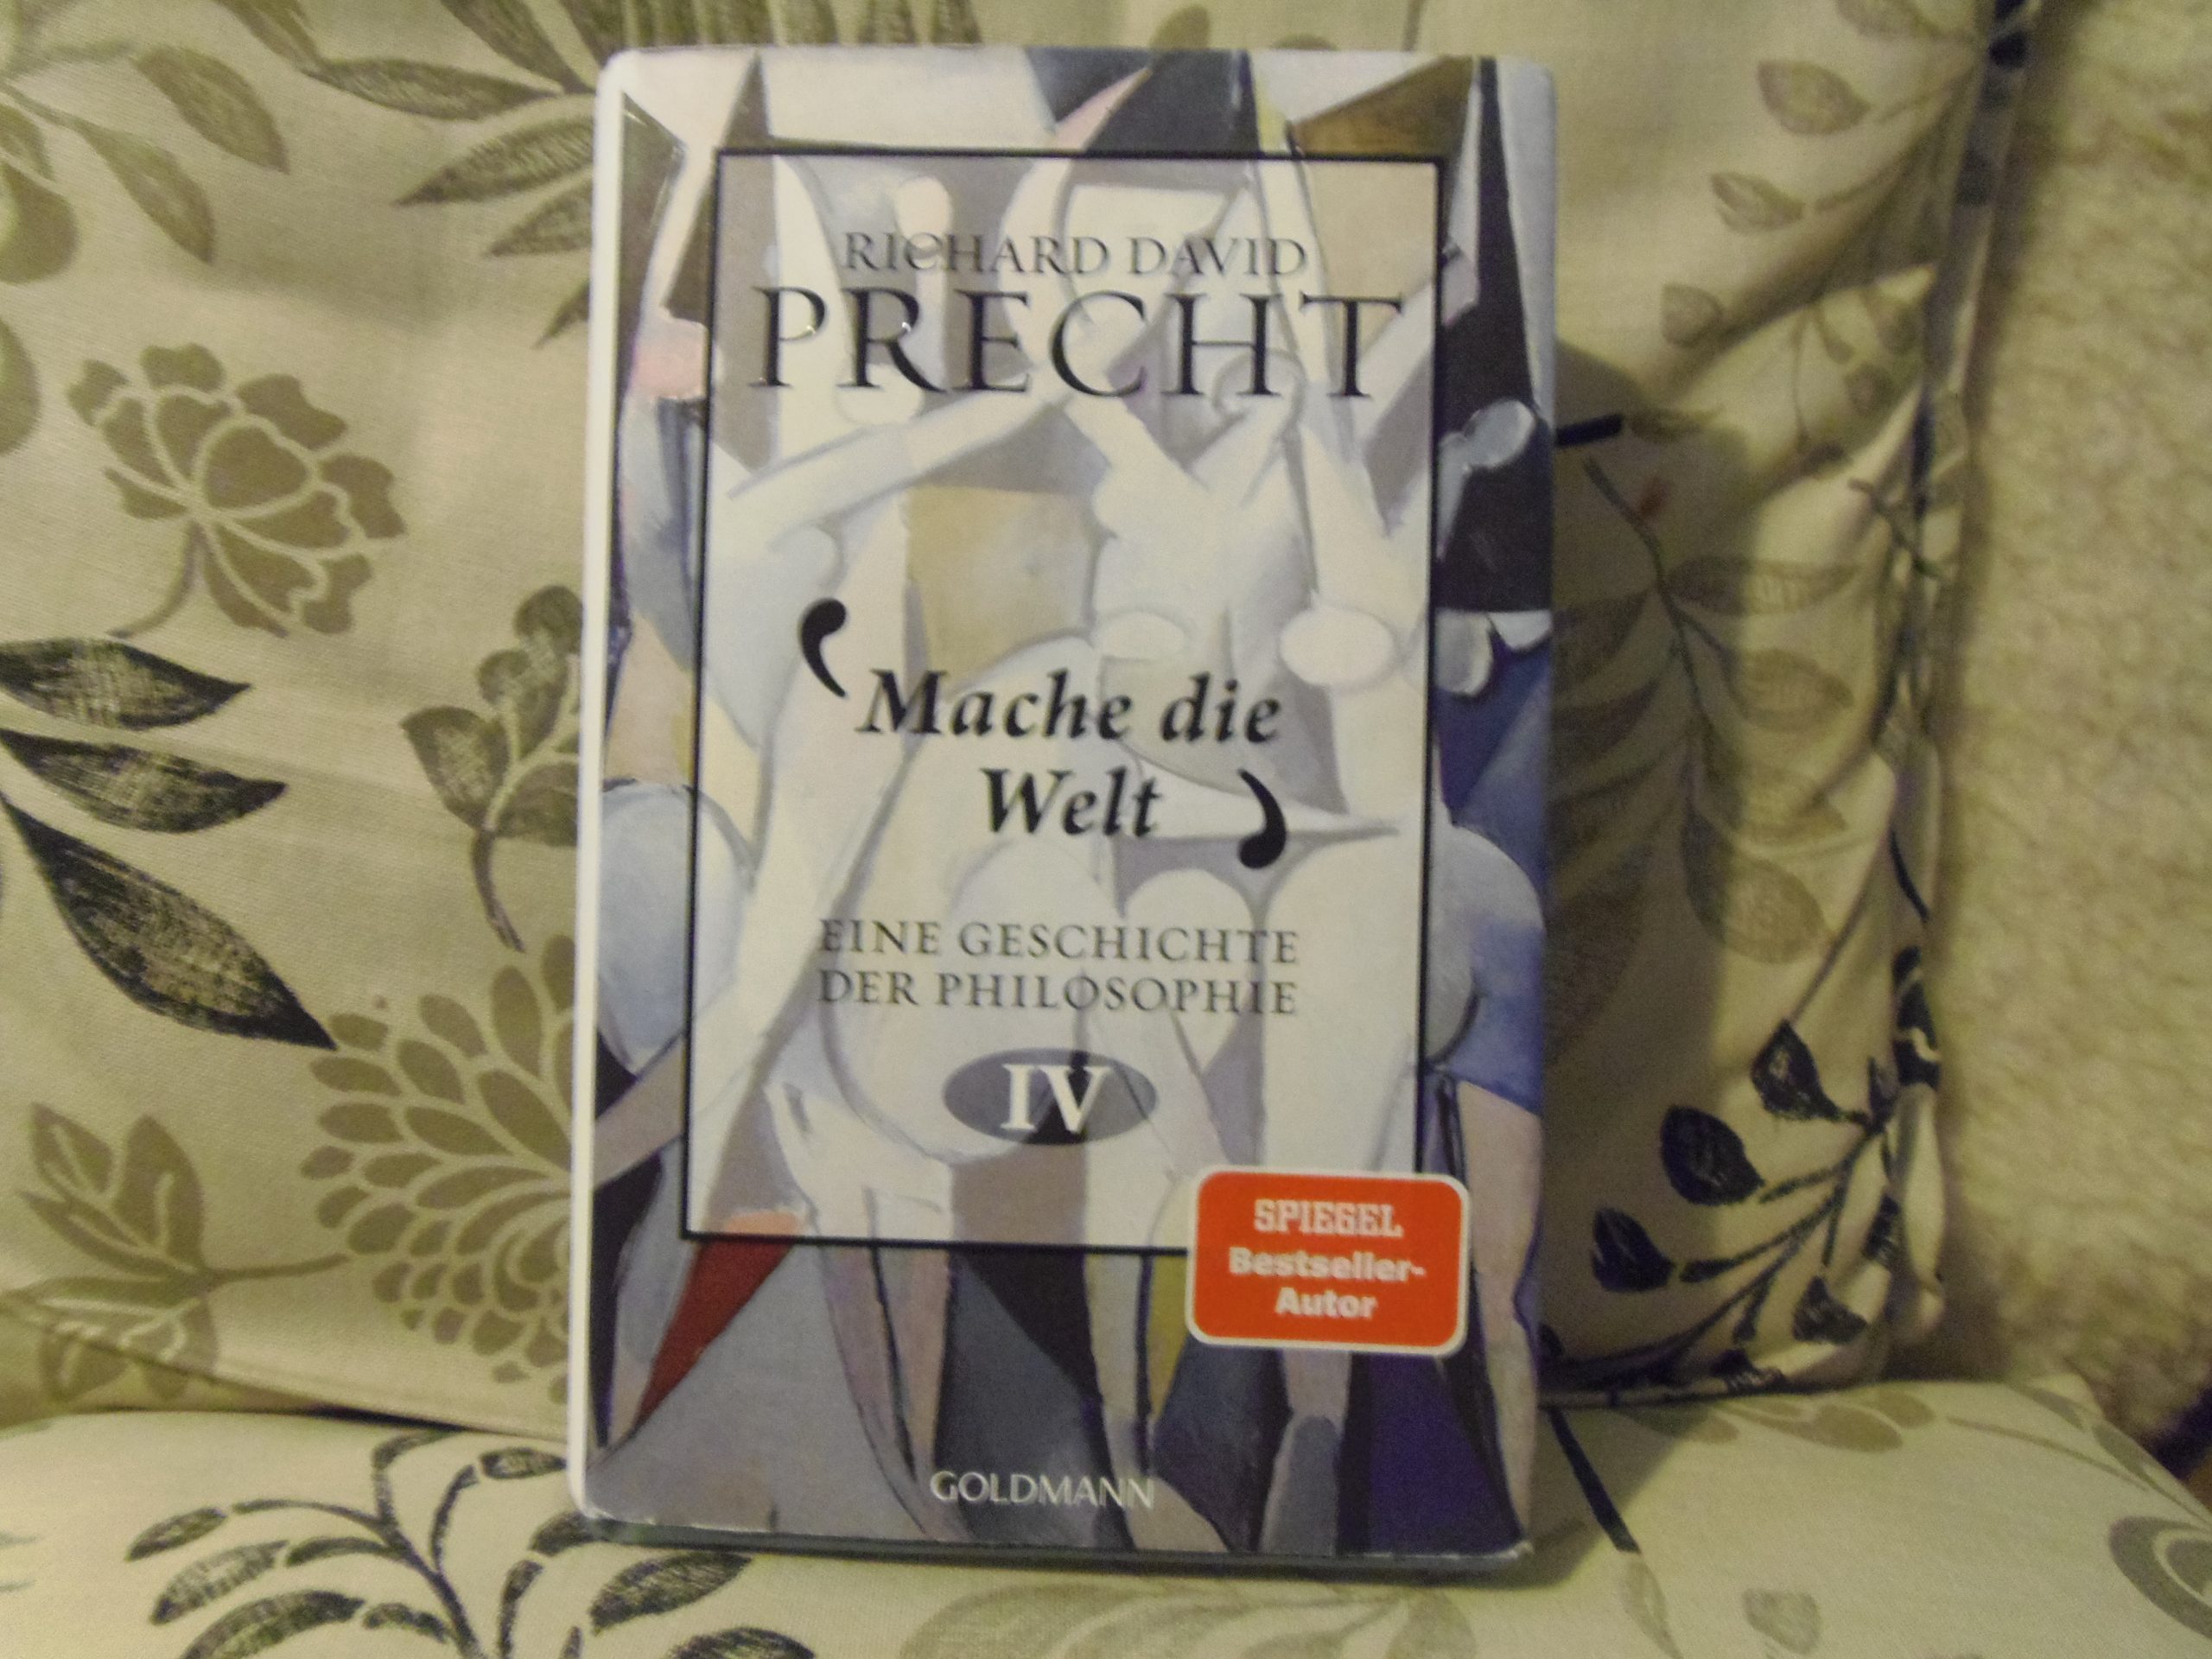 RICHARD DAVID
PRECHT
‘Mache die
Welt’
EINE GESCHICHTE
DER PHILOSOPHIE
IV
SPIEGEL
Bestseller-
Autor
GOLDMANN